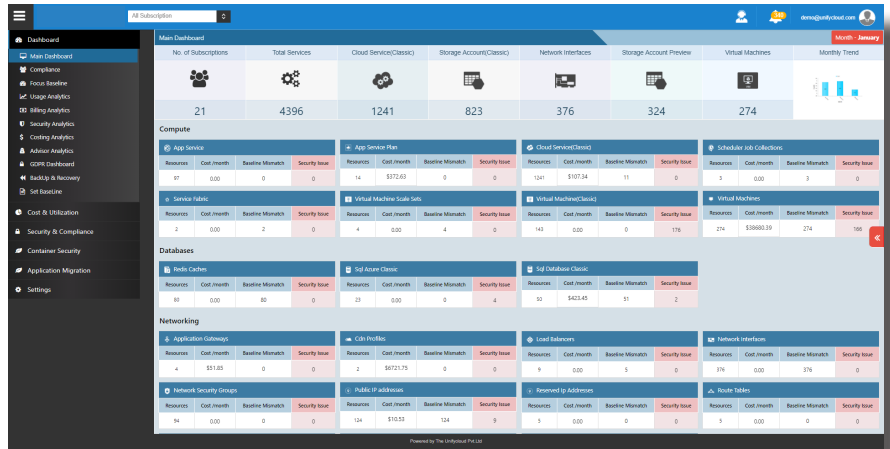 All Subscription
340
demo@unifycloud.com
Dashboard
Main Dashboard
Compliance
Focus Baseline
Usage Analytics
Billing Analytics
Security Analytics
Costing Analytics
Advisor Analytics
GDPR Dashboard
BackUp & Recovery
Set BaseLine
Cost & Utilization
Security & Compliance
Container Security
Application Migration
Settings
Main Dashboard
Month - January
No. of Subscriptions Total Services Cloud Service(Classic) Storage Account(Classic) Network Interfaces Storage Account Preview Virtual Machines Monthly Trend
21 4396 1241 823 376 324 274
Compute
App Service App Service Plan Cloud Service(Classic) Scheduler Job Collections
Resources Cost /month Baseline Mismatch Security Issue Resources Cost /month Baseline Mismatch Security Issue Resources Cost /month Baseline Mismatch Security Issue Resources Cost /month Baseline Mismatch Security Issue
97 0.00 0 0 14 $372.63 0 0 1241 $107.34 11 0 3 0.00 3 0
Service Fabric Virtual Machine Scale Sets Virtual Machine(Classic) Virtual Machines
Resources Cost /month Baseline Mismatch Security Issue Resources Cost /month Baseline Mismatch Security Issue Resources Cost /month Baseline Mismatch Security Issue Resources Cost /month Baseline Mismatch Security Issue
2 0.00 2 0 4 0.00 4 0 143 0.00 0 176 274 $38680.39 274 166
Databases
Redis Caches Sql Azure Classic Sql Database Classic
Resources Cost /month Baseline Mismatch Security Issue Resources Cost /month Baseline Mismatch Security Issue Resources Cost /month Baseline Mismatch Security Issue
80 0.00 80 0 23 0.00 0 4 50 $423.45 51 2
Networking
Application Gateways Cdn Profiles Load Balancers Network Interfaces
Resources Cost /month Baseline Mismatch Security Issue Resources Cost /month Baseline Mismatch Security Issue Resources Cost /month Baseline Mismatch Security Issue Resources Cost /month Baseline Mismatch Security Issue
4 $51.85 0 0 2 $6721.75 0 0 9 0.00 5 0 376 0.00 376 0
Network Security Groups Public IP addresses Reserved Ip Addresses Route Tables
Resources Cost /month Baseline Mismatch Security Issue Resources Cost /month Baseline Mismatch Security Issue Resources Cost /month Baseline Mismatch Security Issue Resources Cost /month Baseline Mismatch Security Issue
94 0.00 0 0 124 $10.53 124 9 5 0.00 0 0 5 0.00 0 0
Powered by The Unifycloud Pvt.Ltd